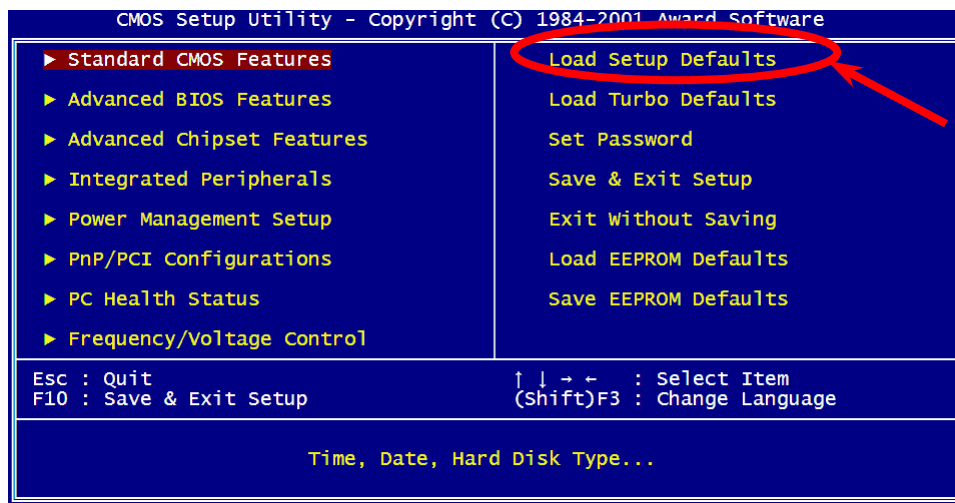 CMOS Setup Utility - Copyright (C) 1984-2001 Award Software
▶ Standard CMOS Features
▶ Advanced BIOS Features
▶ Advanced Chipset Features
▶ Integrated Peripherals
▶ Power Management Setup
▶ PnP/PCI Configurations
▶ PC Health Status
▶ Frequency/Voltage Control
Load Setup Defaults
Load Turbo Defaults
Set Password
Save & Exit Setup
Exit Without Saving
Load EEPROM Defaults
Save EEPROM Defaults
Esc : Quit
F10 : Save & Exit Setup
↑ ↓ → ← : Select Item
(Shift)F3 : Change Language
Time, Date, Hard Disk Type...